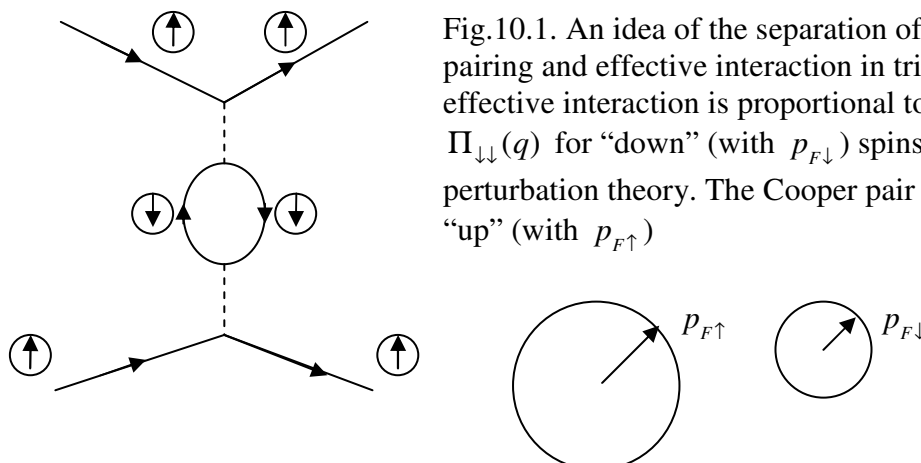 Fig.10.1. An idea of the separation of
pairing and effective interaction in tri
effective interaction is proportional to
Π↓↓(q) for “down” (with p_F↓) spins
perturbation theory. The Cooper pair
“up” (with p_F↑)
p_F↑
p_F↓